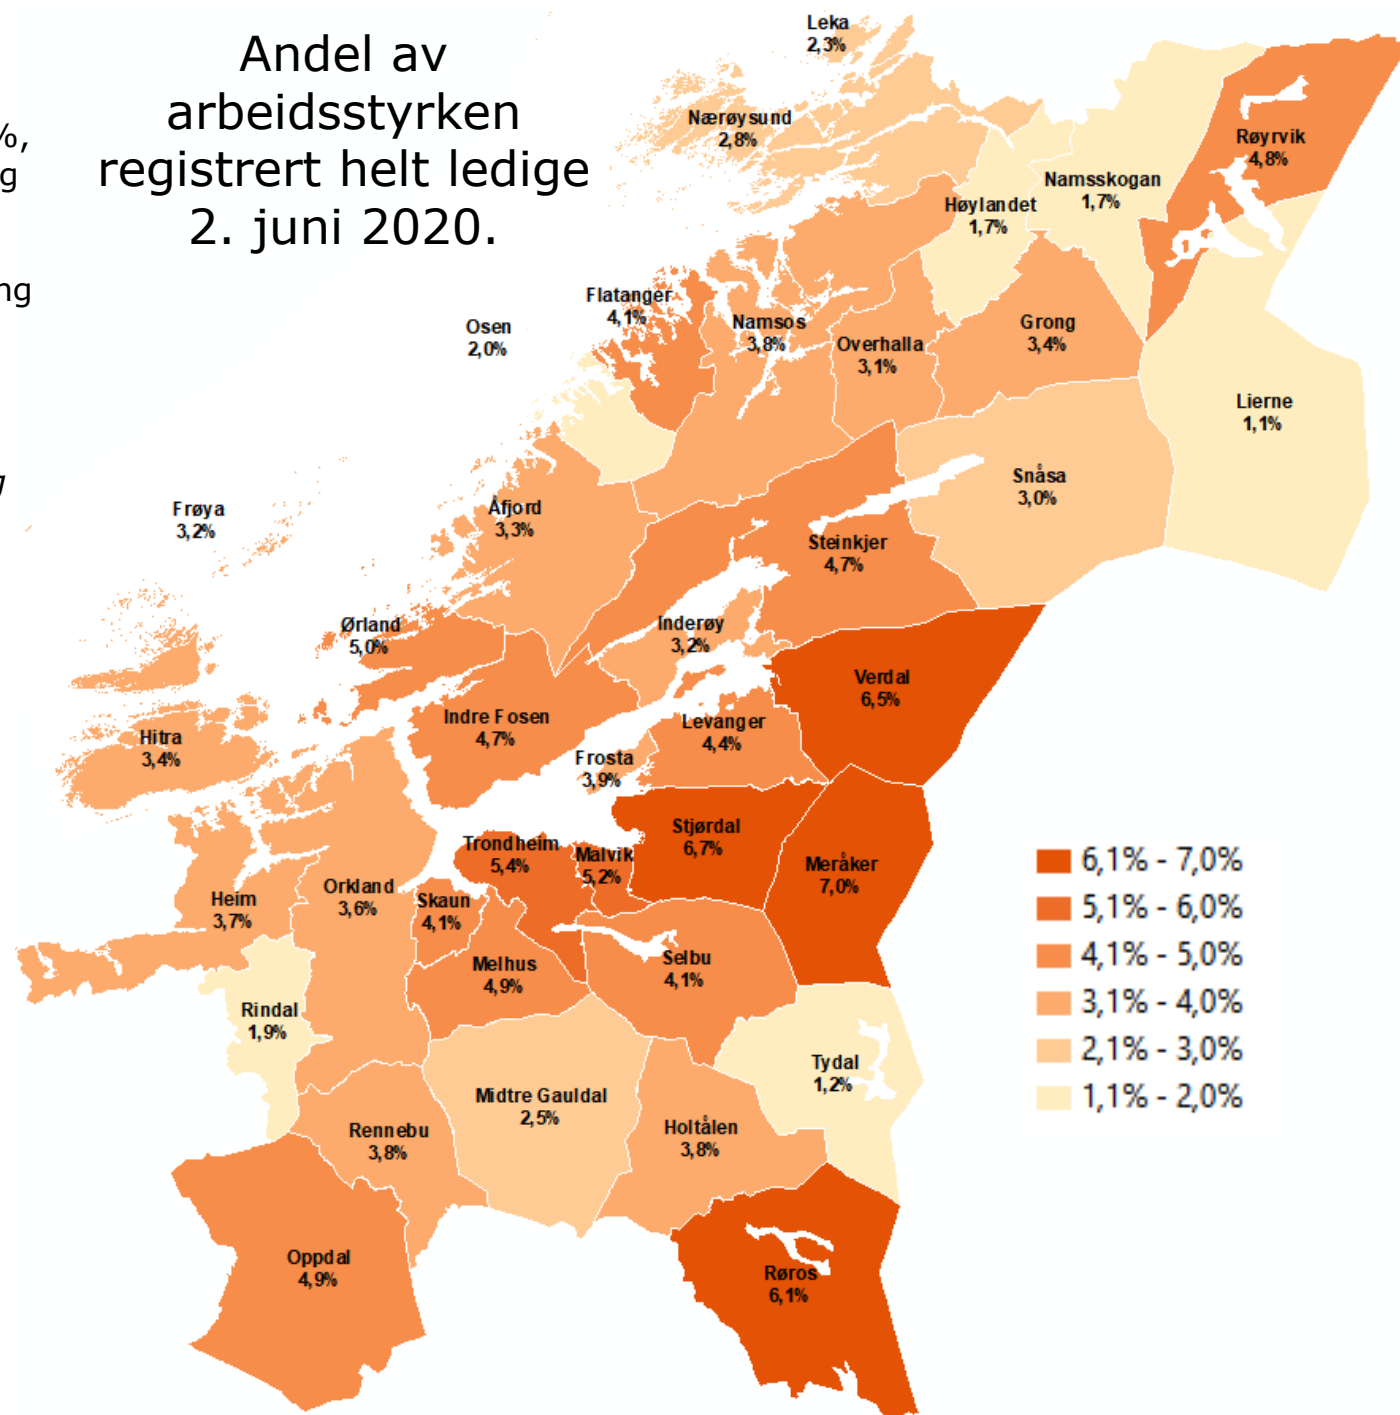 Andel av
arbeidsstyrken
registrert helt ledige
2. juni 2020.
%,
g
ng
g
Leka
2,3%
Nærøysund
2,8%
Røyrvik
4,8%
Namsskogan
1,7%
Høylandet
1,7%
Flatanger
4,1%
Osen
2,0%
Namsos
3,8%
Overhalla
3,1%
Grong
3,4%
Lierne
1,1%
Snåsa
3,0%
Frøya
3,2%
Åfjord
3,3%
Steinkjer
4,7%
Ørland
5,0%
Inderøy
3,2%
Verdal
6,5%
Indre Fosen
4,7%
Levanger
4,4%
Hitra
3,4%
Frosta
3,9%
Stjørdal
6,7%
Trondheim
5,4%
Malvik
5,2%
Meråker
7,0%
Heim
3,7%
Orkland
3,6%
Skaun
4,1%
Melhus
4,9%
Selbu
4,1%
Rindal
1,9%
Tydal
1,2%
Midtre Gauldal
2,5%
Rennebu
3,8%
Holtålen
3,8%
Oppdal
4,9%
Røros
6,1%
6,1% - 7,0%
5,1% - 6,0%
4,1% - 5,0%
3,1% - 4,0%
2,1% - 3,0%
1,1% - 2,0%